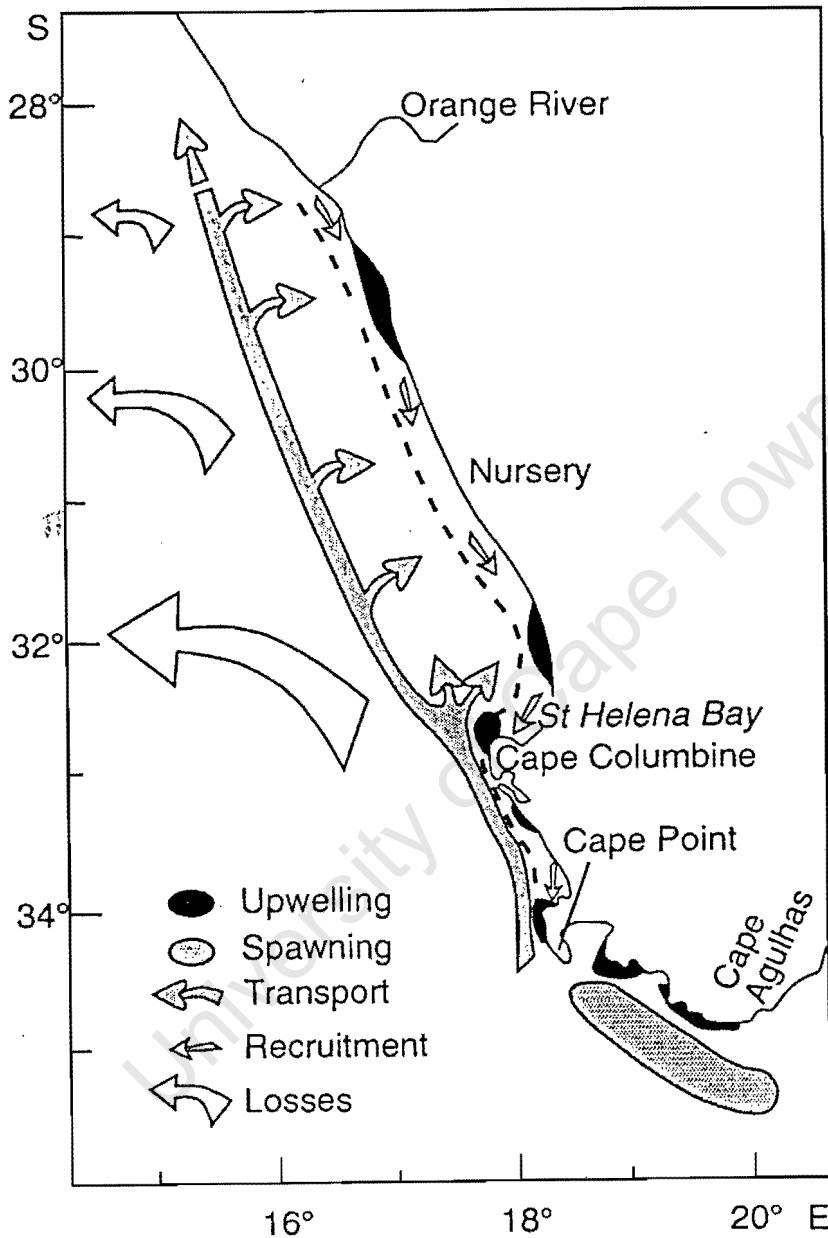 S
28°
Orange River
30°
Nursery
32°
St Helena Bay
Cape Columbine
Cape Point
34°
Upwelling
Spawning
Cape
Agulhas
Transport
Recruitment
Losses
16°
18°
20°
E
University of Cape Town